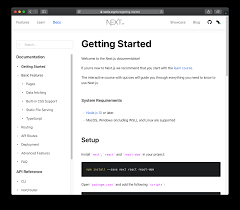 Features
Learn
Docs
NEXT.js
Showcase
Blog
Documentation
Getting Started
Basic Features
Pages
Data fetching
Built-in CSS Support
Static File Serving
TypeScript
Routing
API Routes
Deployment
Advanced Features
FAQ
API Reference
CLI
next/router
Getting Started
Welcome to the Next.js documentation!
If you're new to Next.js we recommend that you start with the learn course.
The interactive course with quizzes will guide you through everything you need to know to
use Next.js.
System Requirements
Node.js 10 or later
MacOS, Windows (including WSL), and Linux are supported
Setup
Install next, react and react-dom in your project:
npm install --save next react react-dom
Open package.json and add the following scripts: